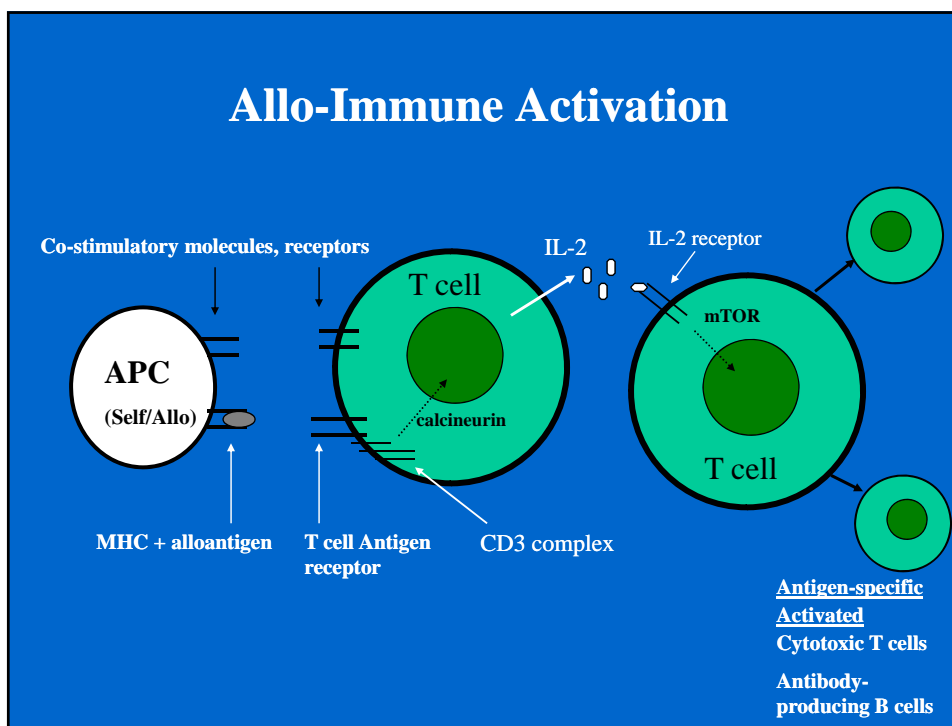 Allo-Immune Activation
Co-stimulatory molecules, receptors
IL-2
IL-2 receptor
T cell
mTOR
APC
(Self/Allo)
calcineurin
T cell
MHC + alloantigen
T cell Antigen
receptor
CD3 complex
Antigen-specific
Activated
Cytotoxic T cells
Antibody-
producing B cells